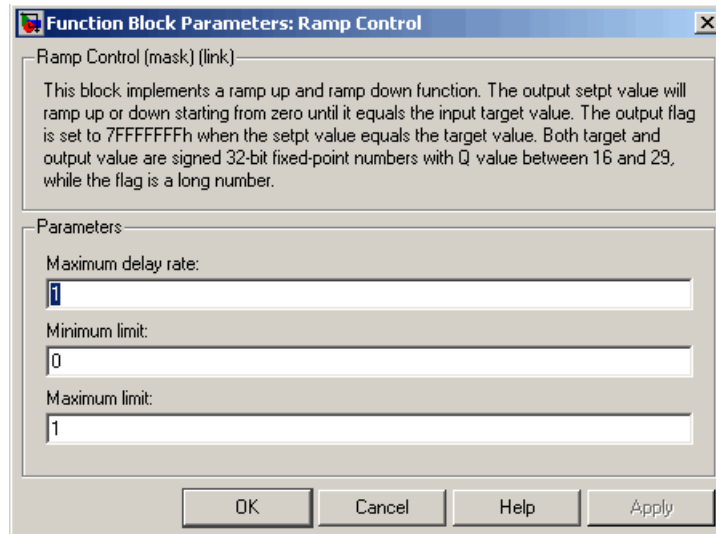 Function Block Parameters: Ramp Control
Ramp Control (mask) (link)
This block implements a ramp up and ramp down function. The output setpt value will
ramp up or down starting from zero until it equals the input target value. The output flag
is set to 7FFFFFFFh when the setpt value equals the target value. Both target and
output value are signed 32-bit fixed-point numbers with Q value between 16 and 29,
while the flag is a long number.
Parameters
Maximum delay rate:
1
Minimum limit:
0
Maximum limit:
1
OK Cancel Help Apply